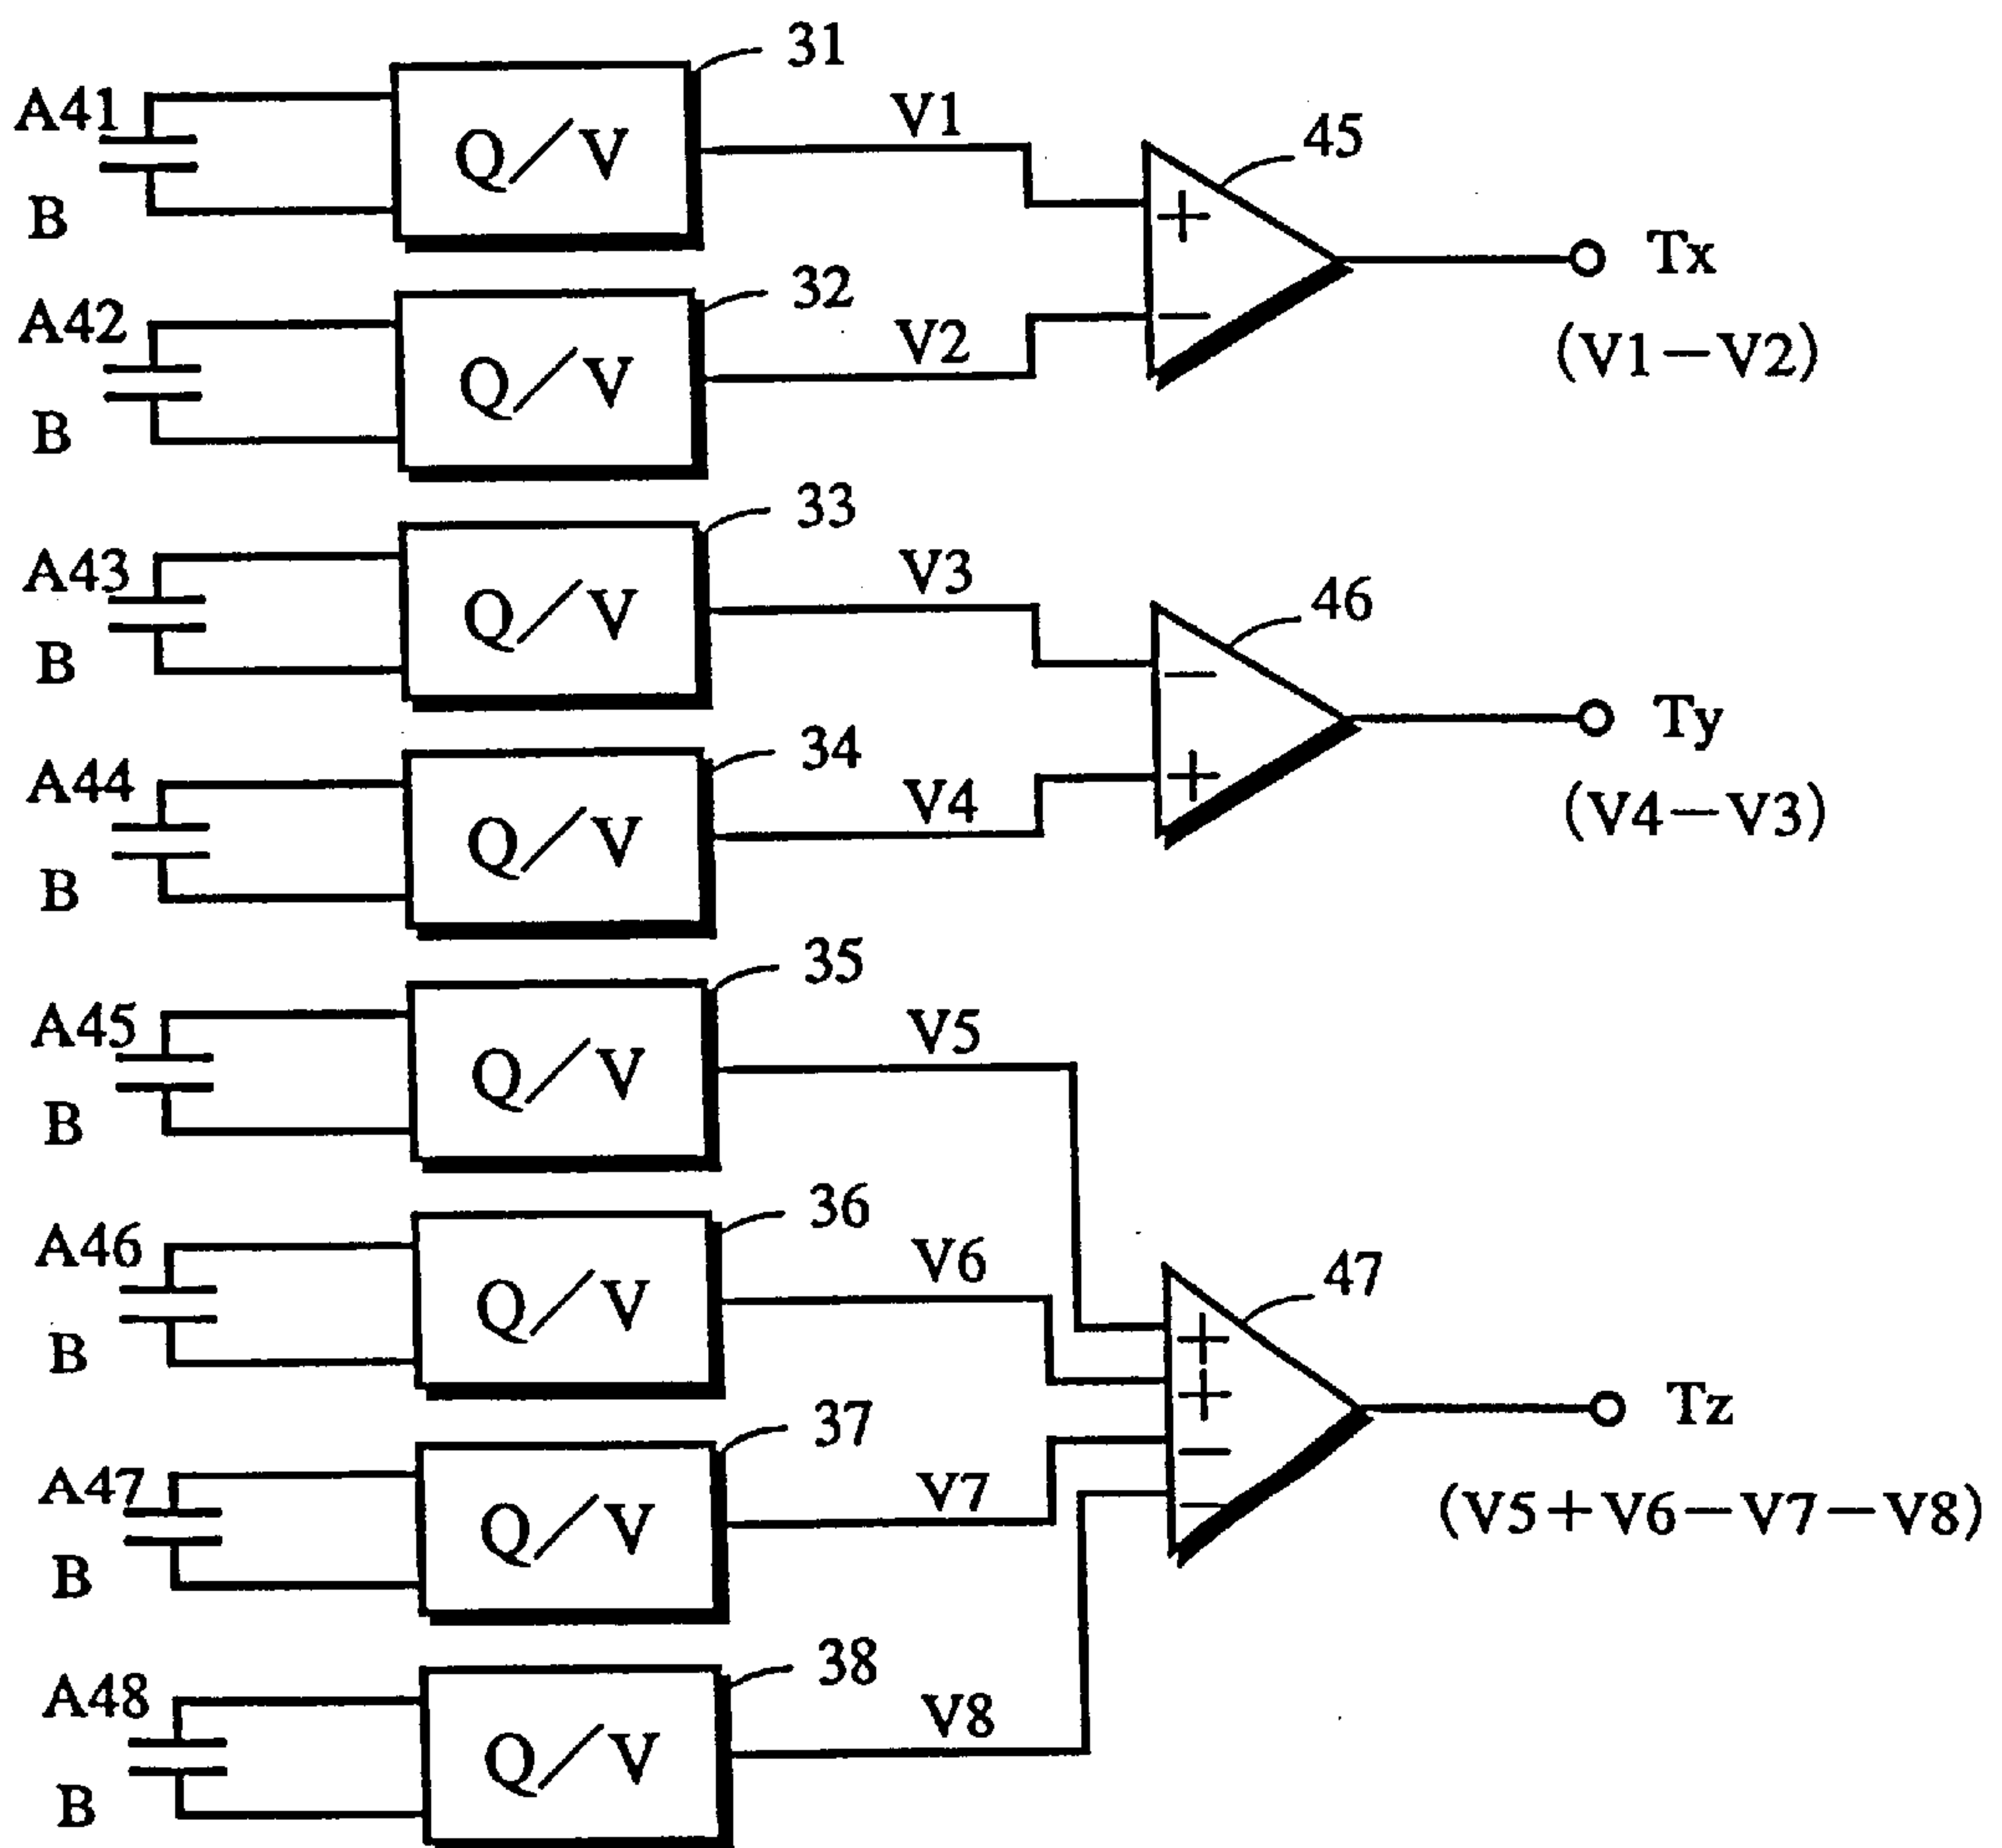 31
A41
Q/V
V1
B
45
+
−
Tx
(V1−V2)
32
A42
Q/V
V2
B
33
A43
Q/V
V3
B
46
−
+
Ty
(V4−V3)
34
A44
Q/V
V4
B
35
A45
Q/V
V5
B
36
A46
Q/V
V6
B
47
+
+
−
−
Tz
(V5+V6−V7−V8)
37
A47
Q/V
V7
B
38
A48
Q/V
V8
B